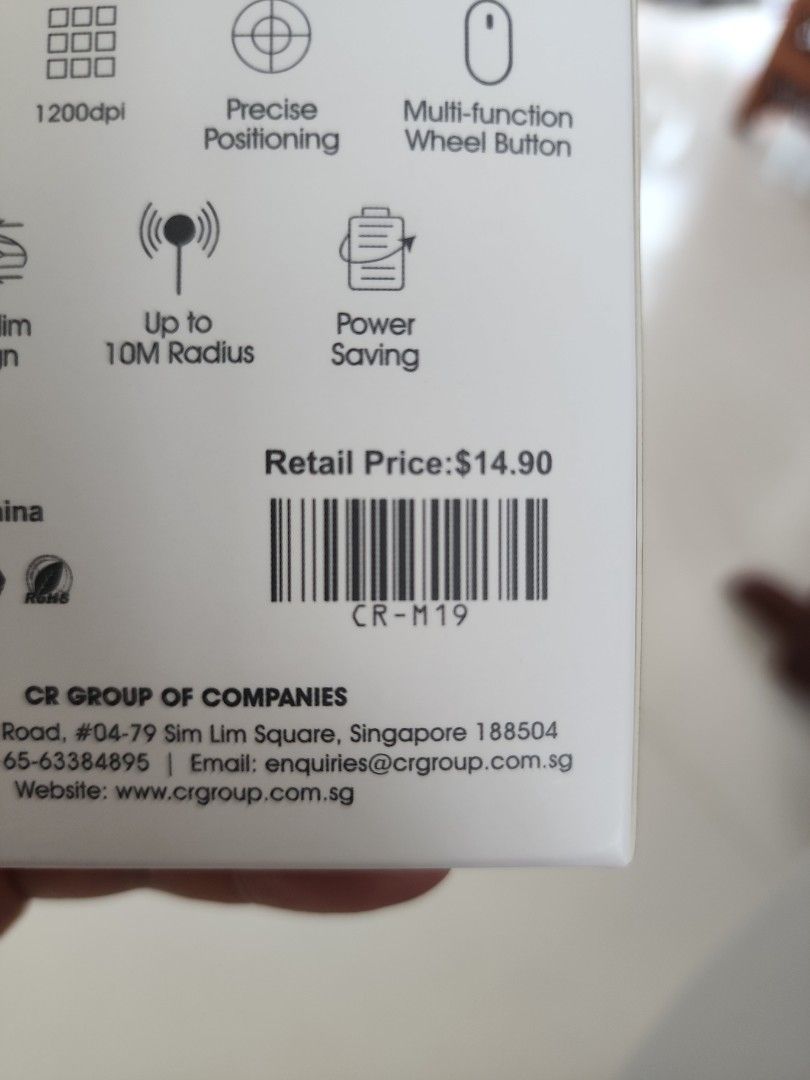 1200dpi
Precise
Positioning
Multi-function
Wheel Button
Up to
10M Radius
Power
Saving
Retail Price:$14.90
RoHS
CR-M19
CR GROUP OF COMPANIES
Road, #04-79 Sim Lim Square, Singapore 188504
65-63384895 | Email: enquiries@crgroup.com.sg
Website: www.crgroup.com.sg